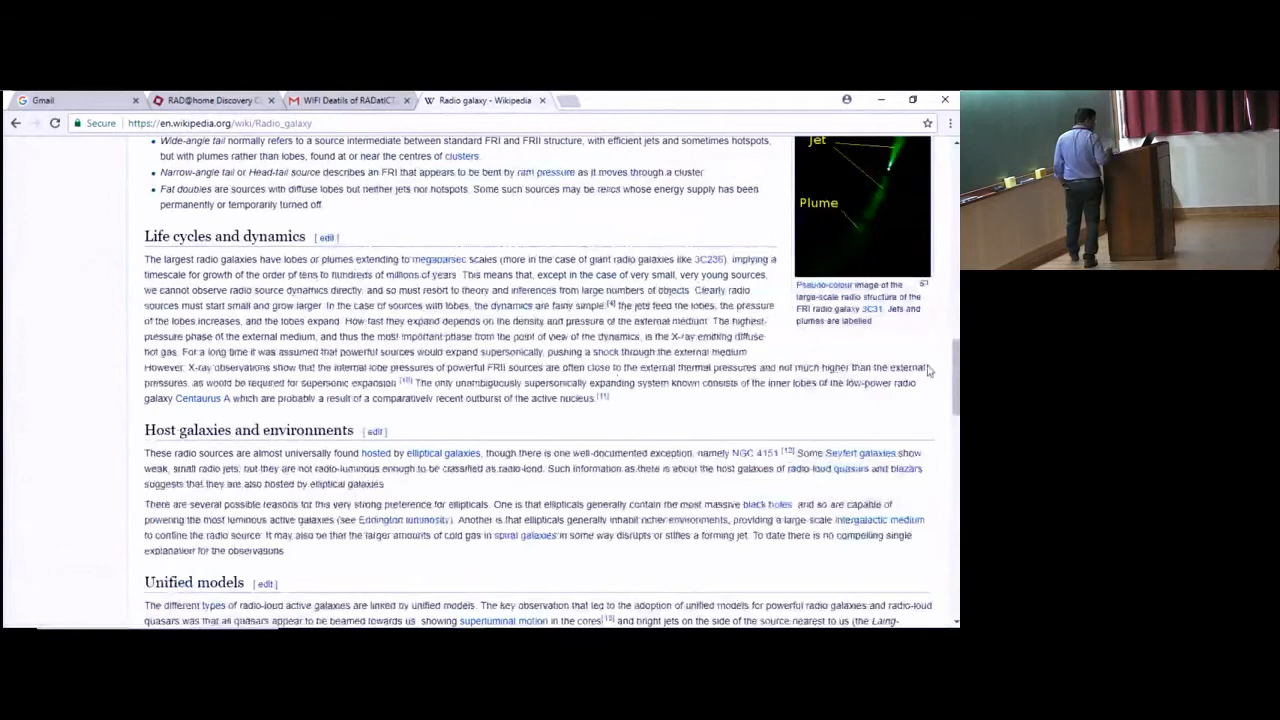 Gmail
RAD@home Discovery C
WIFI Deatils of RADatICT
Radio galaxy - Wikipedia
Secure
https://en.wikipedia.org/wiki/Radio_galaxy
Wide-angle tail normally refers to a source intermediate between standard FRI and FRII structure, with efficient jets and sometimes hotspots,
but with plumes rather than lobes, found at or near the centres of clusters.
Narrow-angle tail or Head-tail source describes an FRI that appears to be bent by ram pressure as it moves through a cluster
Fat doubles are sources with diffuse lobes but neither jets nor hotspots. Some such sources may be relics whose energy supply has been
permanently or temporarily turned off
Jet
Plume
Pseudo-colour image of the
large-scale radio structure of the
FRI radio galaxy 3C31. Jets and
plumes are labelled
Life cycles and dynamics [edit]
The largest radio galaxies have lobes or plumes extending to megaparsec scales (more in the case of giant radio galaxies like 3C236), implying a
timescale for growth of the order of tens to hundreds of millions of years. This means that, except in the case of very small, very young sources,
we cannot observe radio source dynamics directly, and so must resort to theory and inferences from large numbers of objects. Clearly radio
sources must start small and grow larger. In the case of sources with lobes, the dynamics are fairly simple: the jets feed the lobes, the pressure
of the lobes increases, and the lobes expand. How fast they expand depends on the density and pressure of the external medium. The highest-
pressure phase of the external medium, and thus the most important phase from the point of view of the dynamics, is the X-ray emitting diffuse
hot gas. For a long time it was assumed that powerful sources would expand supersonically, pushing a shock through the external medium
However, X-ray observations show that the internal lobe pressures of powerful FRII sources are often close to the external thermal pressures and not much higher than the external
pressures, as would be required for supersonic expansion.[10] The only unambiguously supersonically expanding system known consists of the inner lobes of the low-power radio
galaxy Centaurus A which are probably a result of a comparatively recent outburst of the active nucleus.[11]
Host galaxies and environments [edit]
These radio sources are almost universally found hosted by elliptical galaxies, though there is one well-documented exception, namely NGC 4151.[12] Some Seyfert galaxies show
weak, small radio jets, but they are not radio-luminous enough to be classified as radio-loud. Such information as there is about the host galaxies of radio-loud quasars and blazars
suggests that they are also hosted by elliptical galaxies
There are several possible reasons for this very strong preference for ellipticals. One is that ellipticals generally contain the most massive black holes, and so are capable of
powering the most luminous active galaxies (see Eddington luminosity). Another is that ellipticals generally inhabit richer environments, providing a large-scale intergalactic medium
to confine the radio source. It may also be that the larger amounts of cold gas in spiral galaxies in some way disrupts or stifles a forming jet. To date there is no compelling single
explanation for the observations
Unified models [edit]
The different types of radio-loud active galaxies are linked by unified models. The key observation that led to the adoption of unified models for powerful radio galaxies and radio-loud
quasars was that all quasars appear to be beamed towards us, showing superluminal motion in the cores[13] and bright jets on the side of the source nearest to us (the Laing-